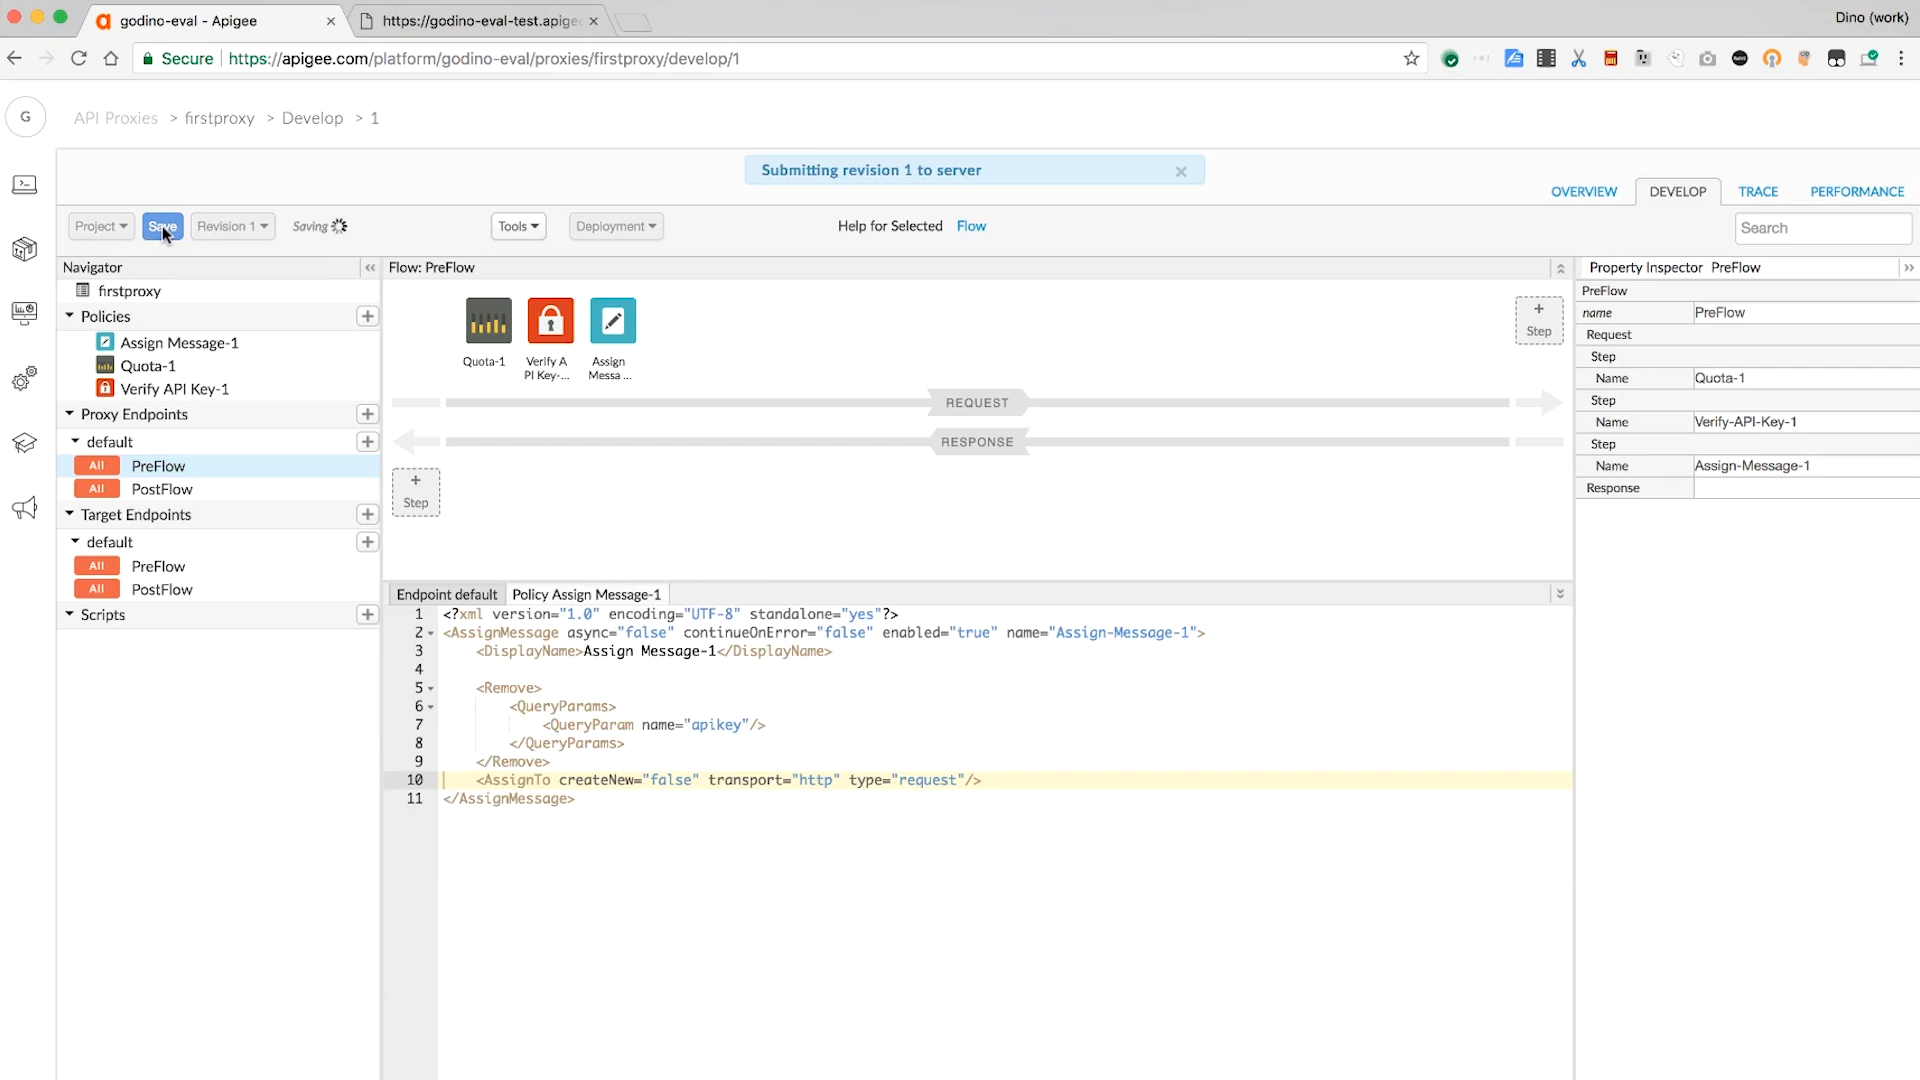 godino-eval - Apigee
https://godino-eval-test.apige
Dino (work)
Secure
https://apigee.com/platform/godino-eval/proxies/firstproxy/develop/1
G
API Proxies > firstproxy > Develop > 1
Submitting revision 1 to server
OVERVIEW
DEVELOP
TRACE
PERFORMANCE
Project
Save
Revision 1
Saving
Tools
Deployment
Help for Selected Flow
Search
Navigator
firstproxy
Policies
Assign Message-1
Quota-1
Verify API Key-1
Proxy Endpoints
default
All PreFlow
All PostFlow
Target Endpoints
default
All PreFlow
All PostFlow
Scripts
Flow: PreFlow
Quota-1
Verify A
PI Key-...
Assign
Messa ...
+
Step
REQUEST
RESPONSE
+
Step
Endpoint default
Policy Assign Message-1
1 <?xml version="1.0" encoding="UTF-8" standalone="yes"?>
2 <AssignMessage async="false" continueOnError="false" enabled="true" name="Assign-Message-1">
3 <DisplayName>Assign Message-1</DisplayName>
4
5 <Remove>
6 <QueryParams>
7 <QueryParam name="apikey"/>
8 </QueryParams>
9 </Remove>
10 <AssignTo createNew="false" transport="http" type="request"/>
11 </AssignMessage>
Property Inspector PreFlow
PreFlow
name PreFlow
Request
Step
Name Quota-1
Step
Name Verify-API-Key-1
Step
Name Assign-Message-1
Response